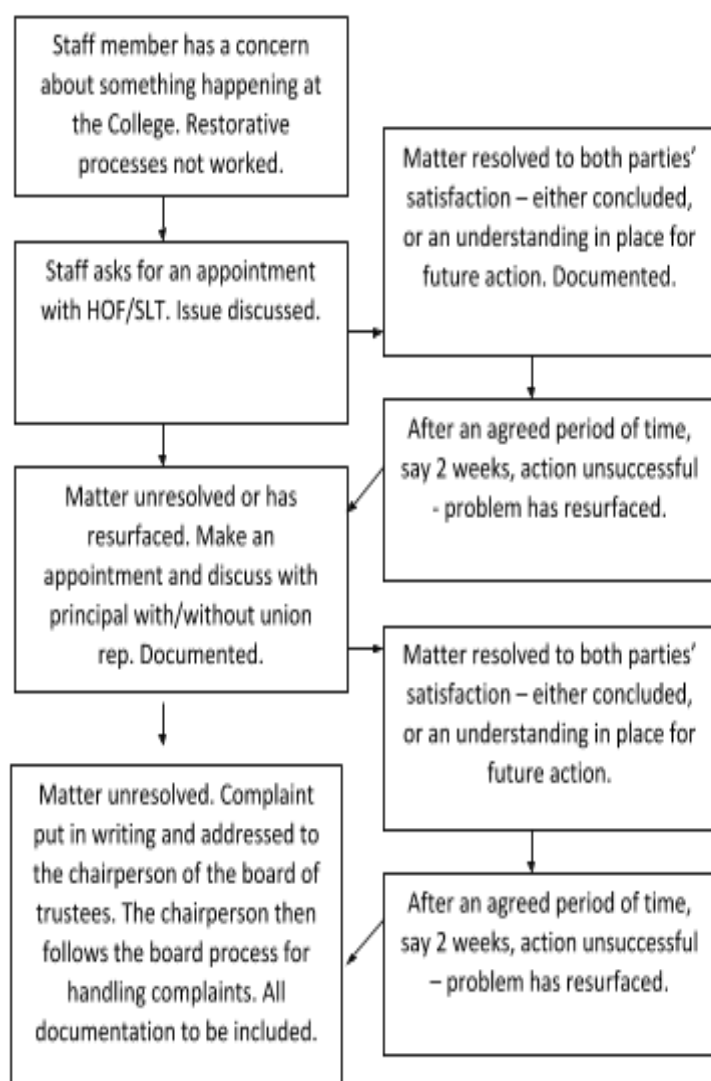 Staff member has a concern
about something happening at
the College. Restorative
processes not worked.
Matter resolved to both parties’
satisfaction – either concluded,
or an understanding in place for
future action. Documented.
Staff asks for an appointment
with HOF/SLT. Issue discussed.
After an agreed period of time,
say 2 weeks, action unsuccessful
- problem has resurfaced.
Matter unresolved or has
resurfaced. Make an
appointment and discuss with
principal with/without union
rep. Documented.
Matter resolved to both parties’
satisfaction – either concluded,
or an understanding in place for
future action.
Matter unresolved. Complaint
put in writing and addressed to
the chairperson of the board of
trustees. The chairperson then
follows the board process for
handling complaints. All
documentation to be included.
After an agreed period of time,
say 2 weeks, action unsuccessful
– problem has resurfaced.